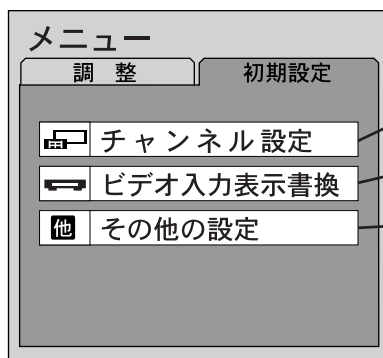 メニュー
調 整 初期設定
チャンネル設定
ビデオ入力表示書換
他 その他の設定